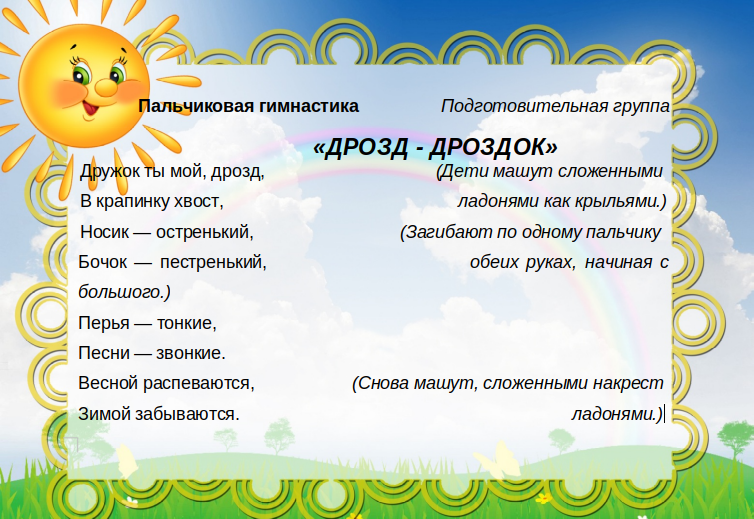 Пальчиковая гимнастика Подготовительная группа
«ДРОЗД - ДРОЗДОК»
Дружок ты мой, дрозд, (Дети машут сложенными
В крапинку хвост, ладонями как крыльями.)
Носик — остренький, (Загибают по одному пальчику
Бочок — пестренький, обеих руках, начиная с
большого.)
Перья — тонкие,
Песни — звонкие.
Весной распеваются, (Снова машут, сложенными накрест
Зимой забываются. ладонями.)